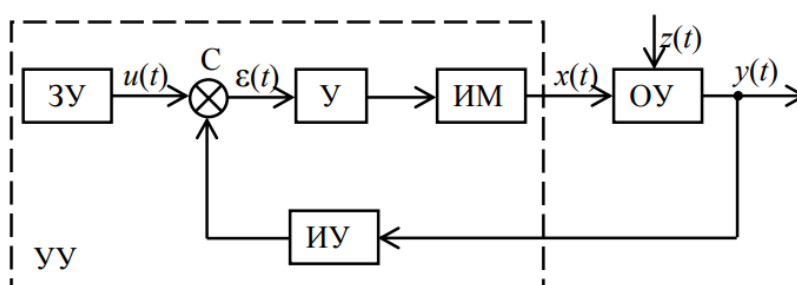 С
z(t)
ЗУ u(t) ε(t) У ИМ x(t) ОУ y(t)
ИУ
УУ